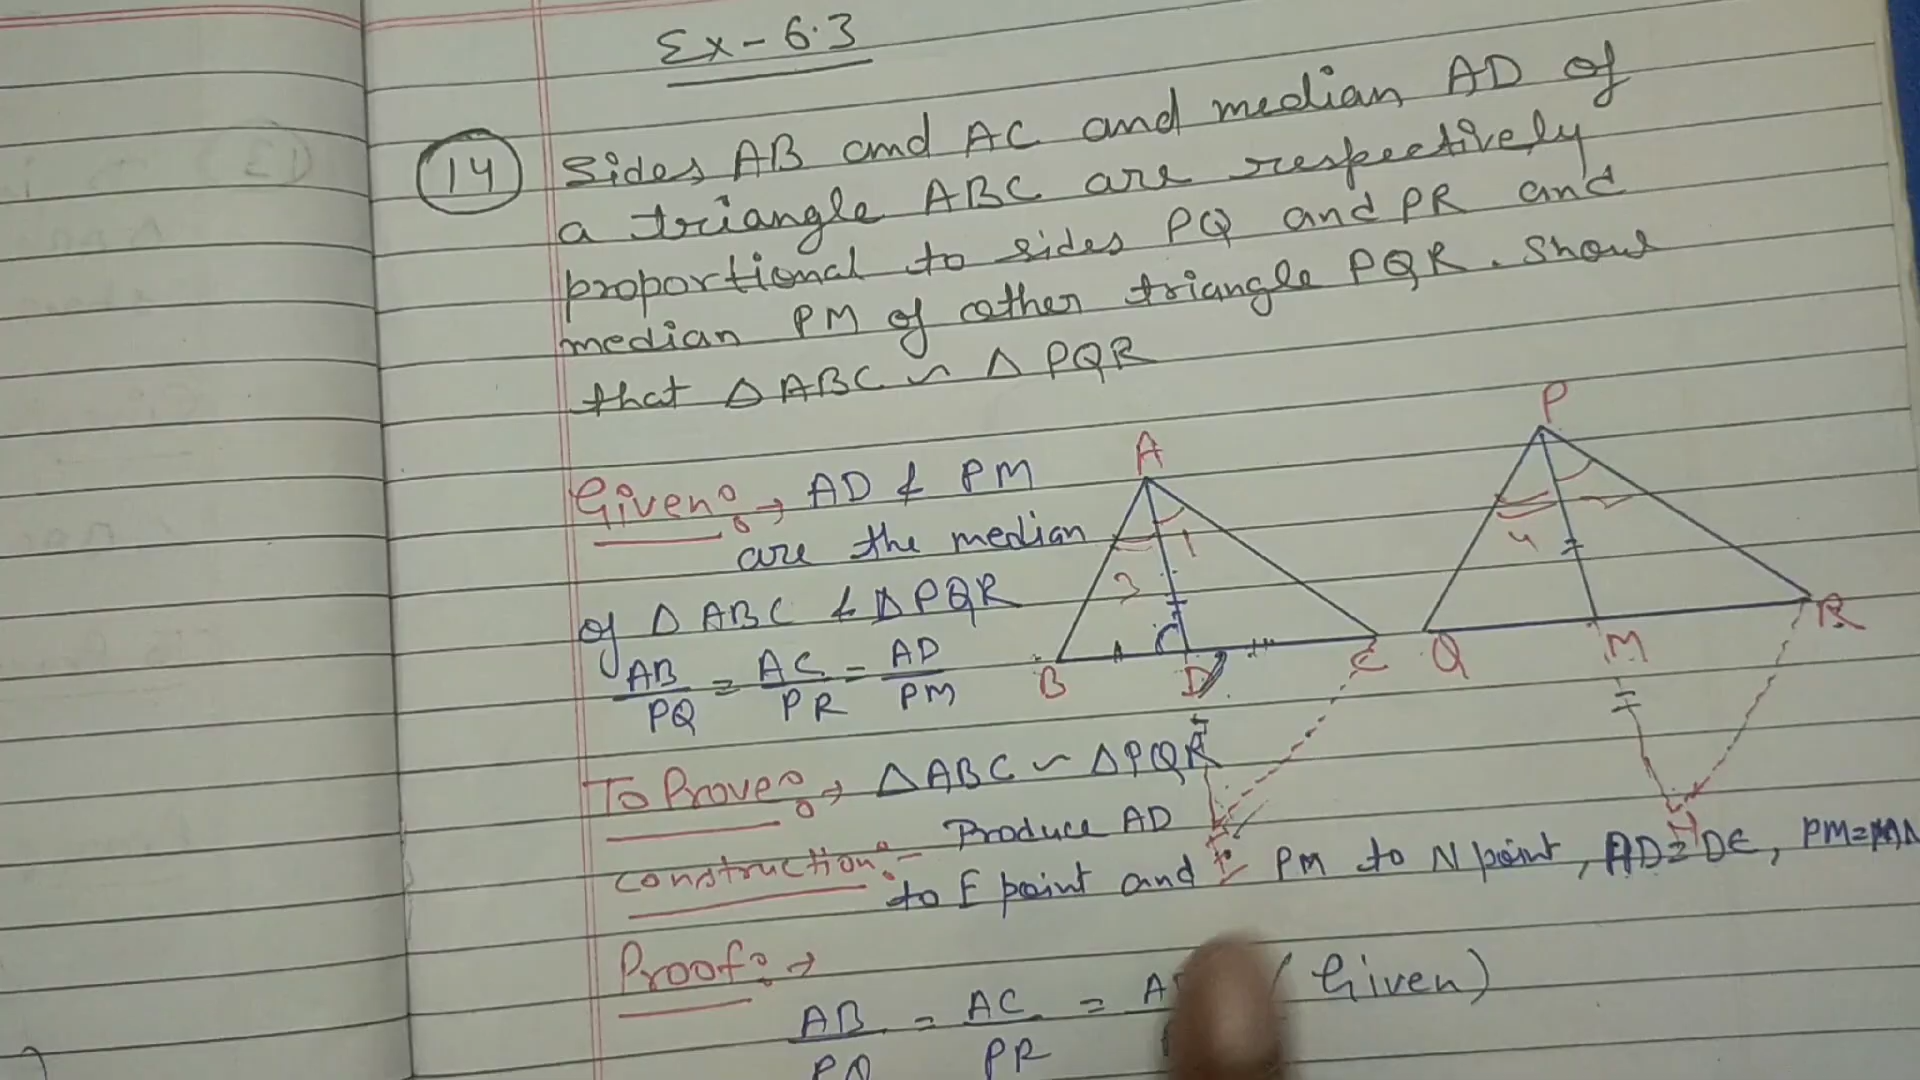 Ex - 6.3
14 Sides AB and AC and median AD of
a triangle ABC are respectively
proportional to sides PQ and PR and
median PM of other triangle PQR. Show
that △ABC ~ △PQR
Given:→ AD & PM
are the median
of △ABC & △PQR
AB/PQ = AC/PR = AD/PM
A
1
3
B
D
C
P
4
Q
M
R
To Prove:→ △ABC ~ △PQR
Construction:- Produce AD
to E point and PM to N point, AD=DE, PM=MN
Proof:→
AB/PQ = AC/PR = (Given)